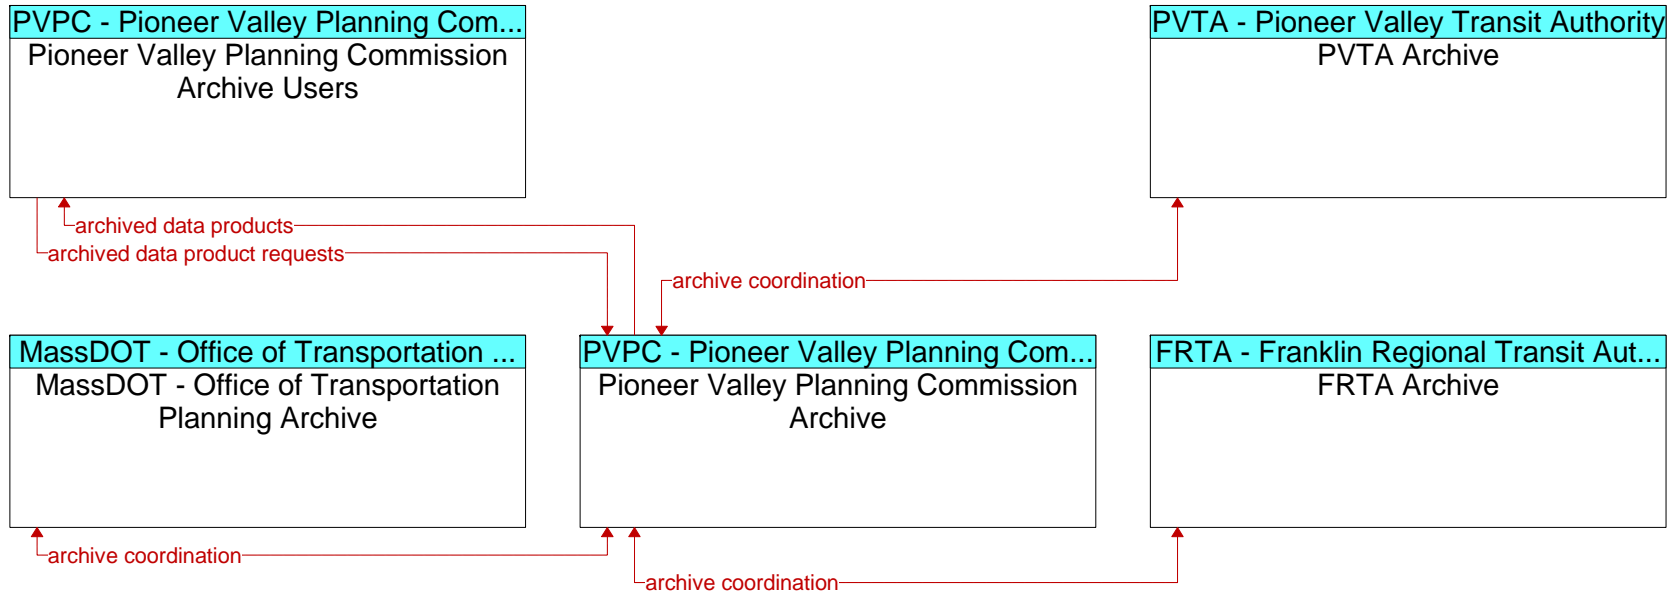 PVPC - Pioneer Valley Planning Com...
Pioneer Valley Planning Commission
Archive Users
PVTA - Pioneer Valley Transit Authority
PVTA Archive
archived data products
archived data product requests
archive coordination
MassDOT - Office of Transportation ...
MassDOT - Office of Transportation
Planning Archive
PVPC - Pioneer Valley Planning Com...
Pioneer Valley Planning Commission
Archive
FRTA - Franklin Regional Transit Aut...
FRTA Archive
archive coordination
archive coordination